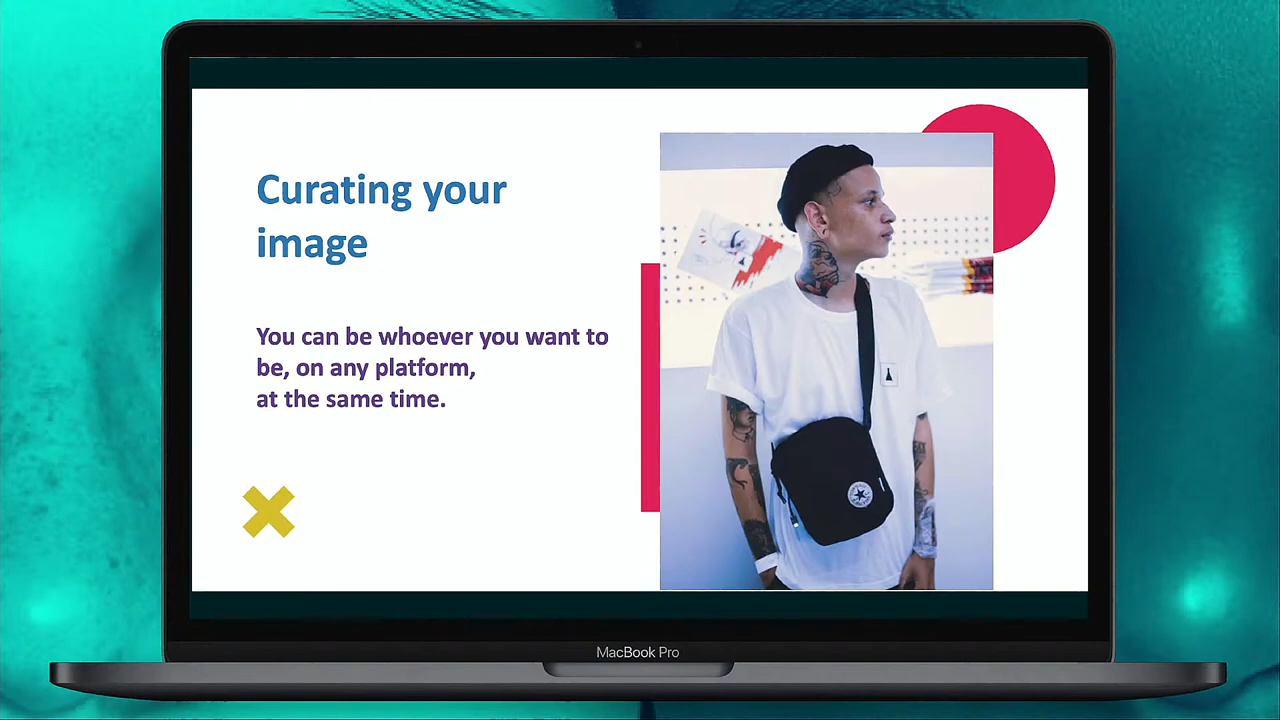 Curating your
image
You can be whoever you want to
be, on any platform,
at the same time.
MacBook Pro